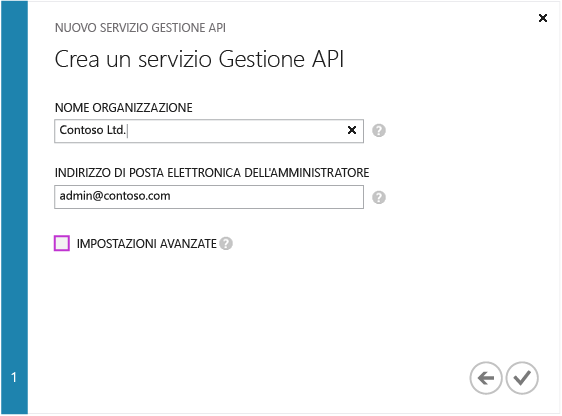 NUOVO SERVIZIO GESTIONE API
Crea un servizio Gestione API
NOME ORGANIZZAZIONE
Contoso Ltd.
?
INDIRIZZO DI POSTA ELETTRONICA DELL'AMMINISTRATORE
admin@contoso.com
?
IMPOSTAZIONI AVANZATE ?
1